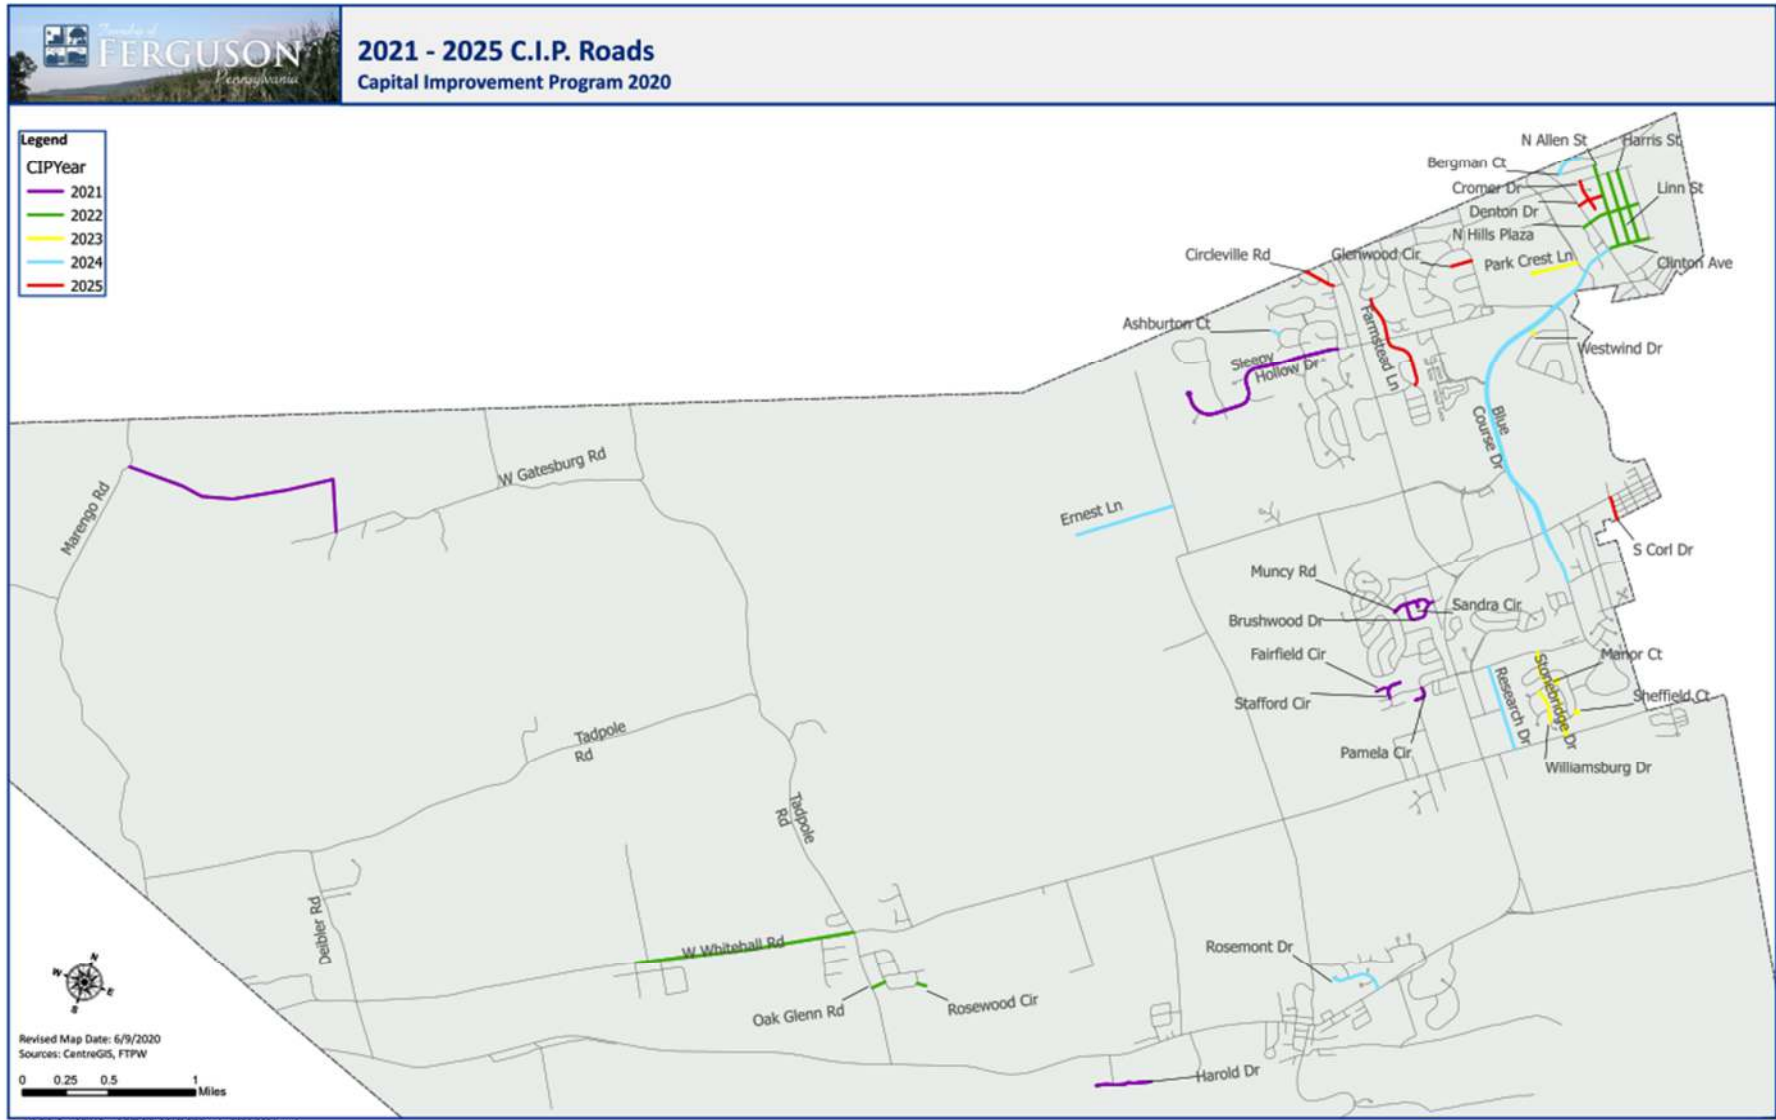 Township of
FERGUSON
Pennsylvania
2021 - 2025 C.I.P. Roads
Capital Improvement Program 2020
Legend
CIPYear
2021
2022
2023
2024
2025
N Allen St
Harris St
Bergman Ct
Cromer Dr
Linn St
Denton Dr
N Hills Plaza
Circleville Rd
Glenwood Cir
Park Crest Ln
Clinton Ave
Ashburton Ct
Farmstead Ln
Westwind Dr
Sleepy
Hollow Dr
Blue
Course Dr
W Gatesburg Rd
Marengo Rd
Ernest Ln
S Corl Dr
Muncy Rd
Sandra Cir
Brushwood Dr
Fairfield Cir
Manor Ct
Stonebridge Dr
Research Dr
Sheffield Ct
Stafford Cir
Tadpole
Rd
Pamela Cir
Williamsburg Dr
Tadpole
Rd
Deibler Rd
W Whitehall Rd
Rosemont Dr
Oak Glenn Rd
Rosewood Cir
N
W
E
S
Revised Map Date: 6/9/2020
Sources: CentreGIS, FTPW
0 0.25 0.5 1
Miles
Harold Dr